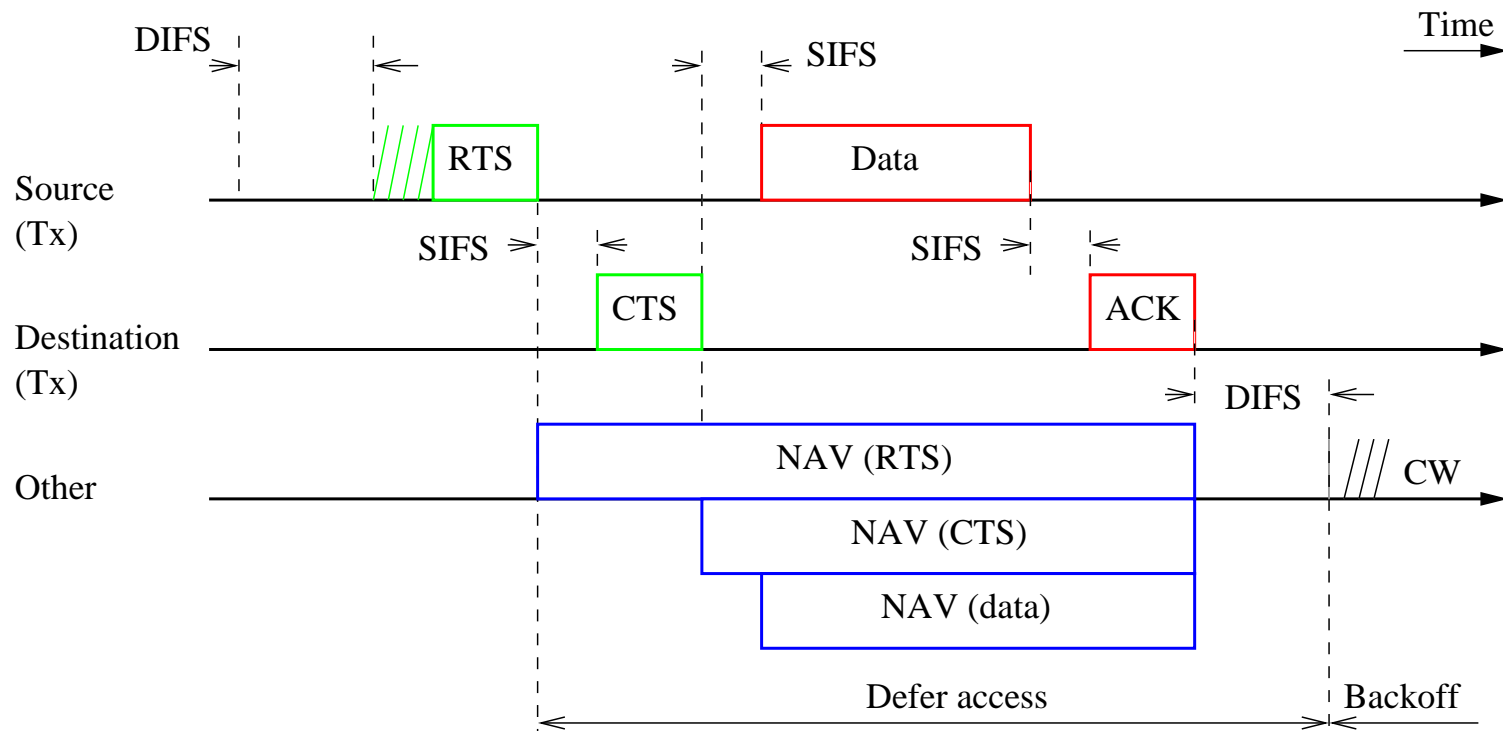 Time
DIFS
SIFS
RTS
Data
Source
(Tx)
SIFS
SIFS
CTS
ACK
Destination
(Tx)
DIFS
NAV (RTS)
CW
Other
NAV (CTS)
NAV (data)
Defer access
Backoff